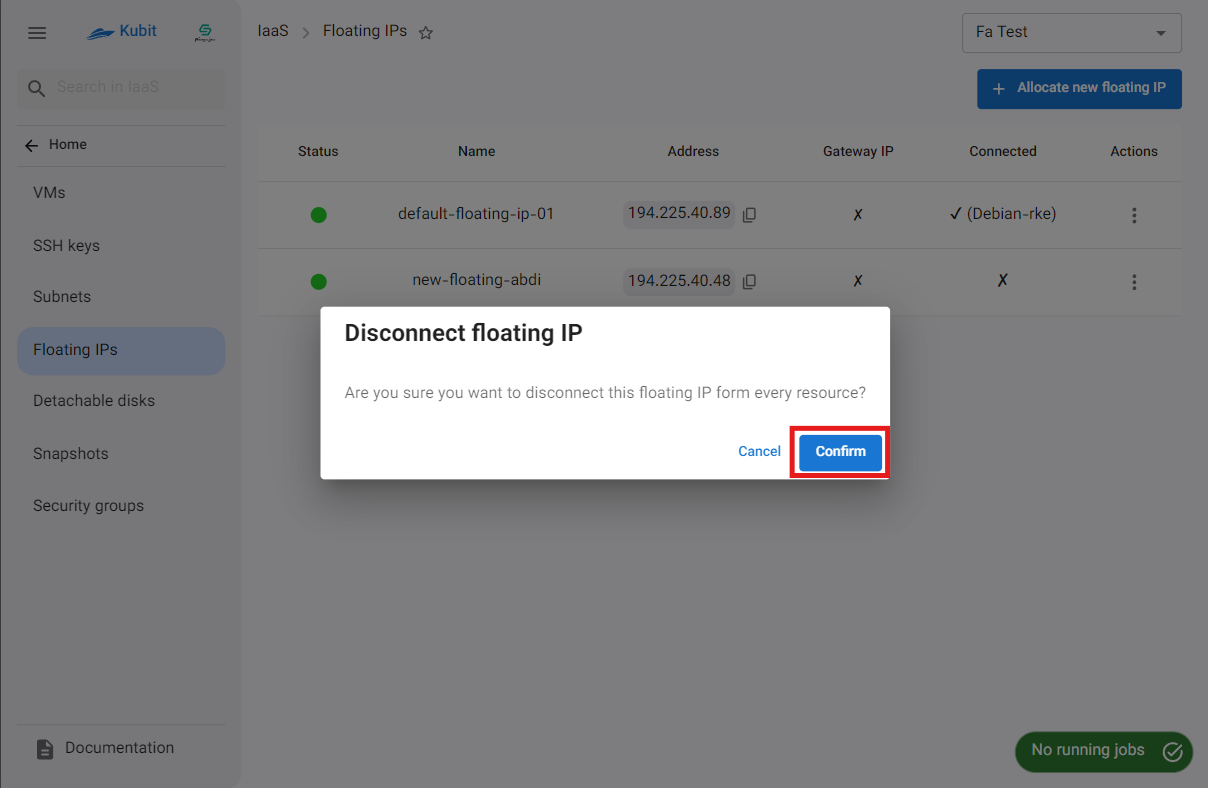 Kubit
IaaS > Floating IPs
Fa Test
Search in IaaS
+ Allocate new floating IP
Home
VMs
SSH keys
Subnets
Floating IPs
Detachable disks
Snapshots
Security groups
Documentation
Status Name Address Gateway IP Connected Actions
default-floating-ip-01 194.225.40.89 ✗ ✓ (Debian-rke)
new-floating-abdi 194.225.40.48 ✗ ✗
Disconnect floating IP
Are you sure you want to disconnect this floating IP form every resource?
Cancel Confirm
No running jobs